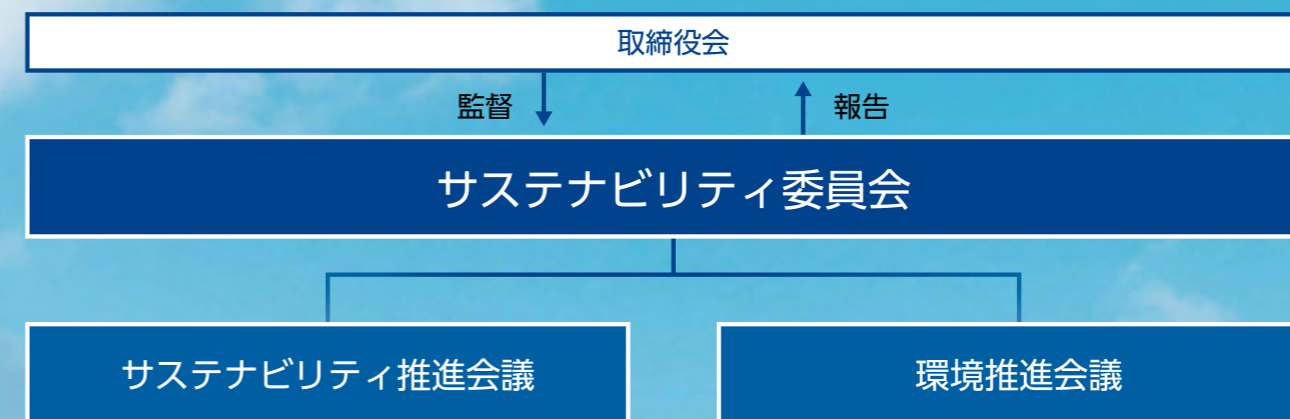 取締役会
監督
報告
サステナビリティ委員会
サステナビリティ推進会議
環境推進会議